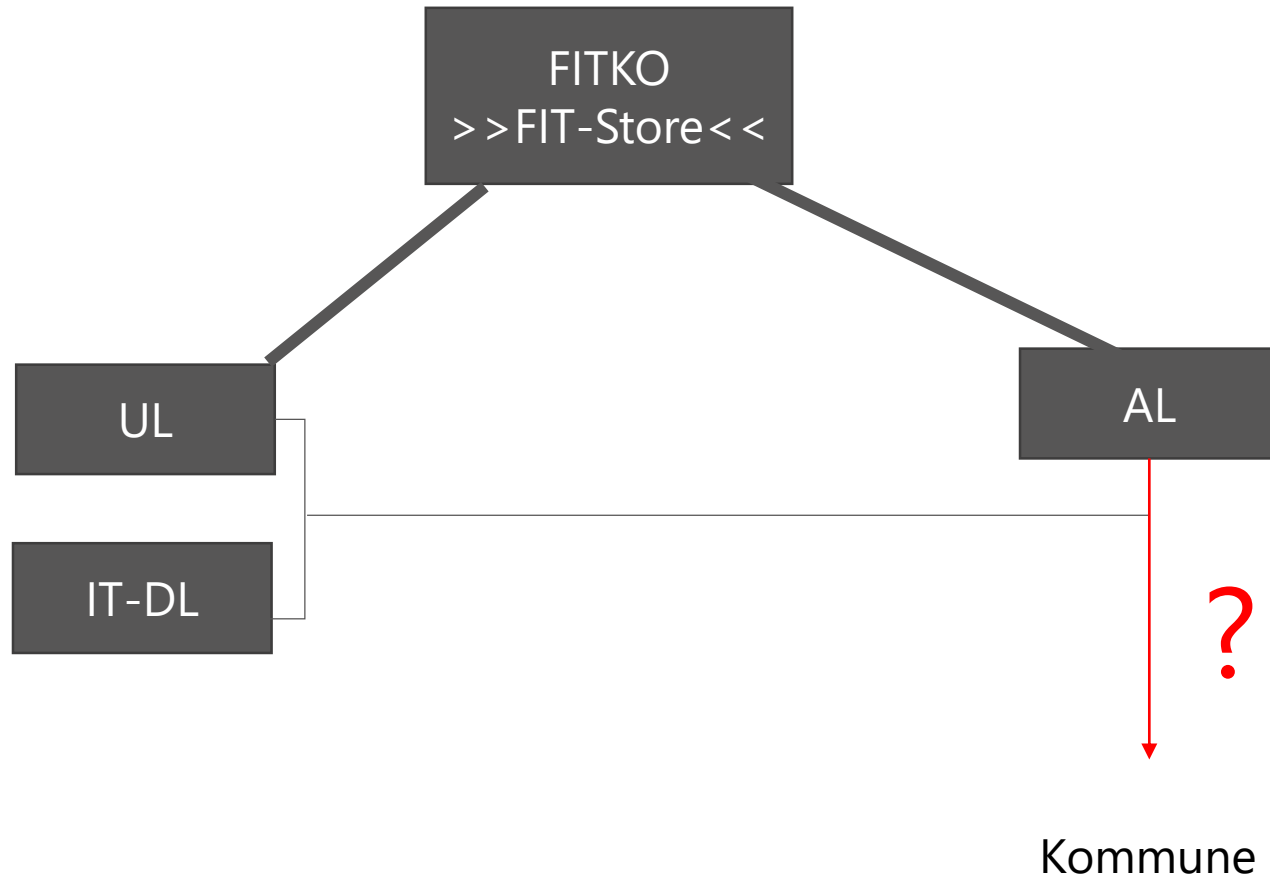 FITKO
>>FIT-Store<<
UL
AL
IT-DL
?
Kommune